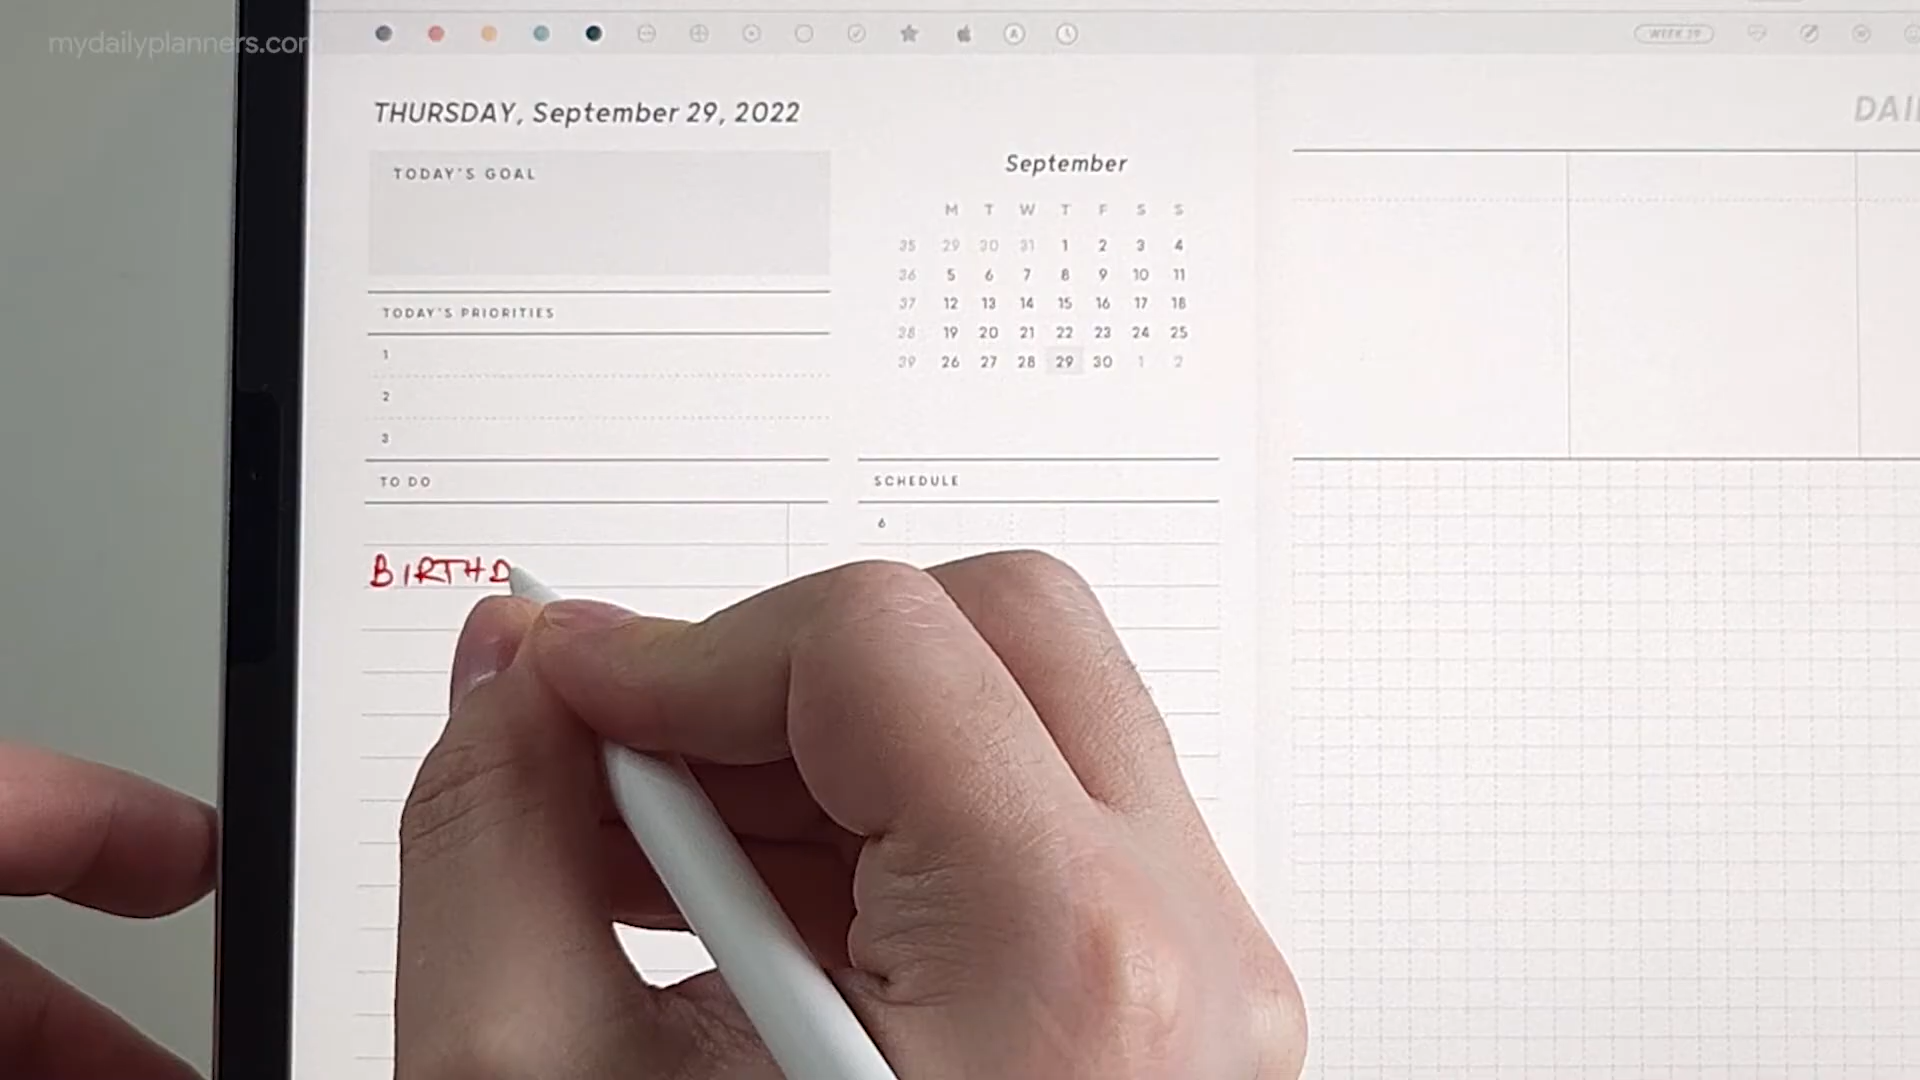 mydailyplanners.com
WEEK 39
THURSDAY, September 29, 2022
TODAY'S GOAL
TODAY'S PRIORITIES
1
2
3
TO DO
BIRTHD
September
M T W T F S S
35 29 30 31 1 2 3 4
36 5 6 7 8 9 10 11
37 12 13 14 15 16 17 18
38 19 20 21 22 23 24 25
39 26 27 28 29 30 1 2
SCHEDULE
6
DAI